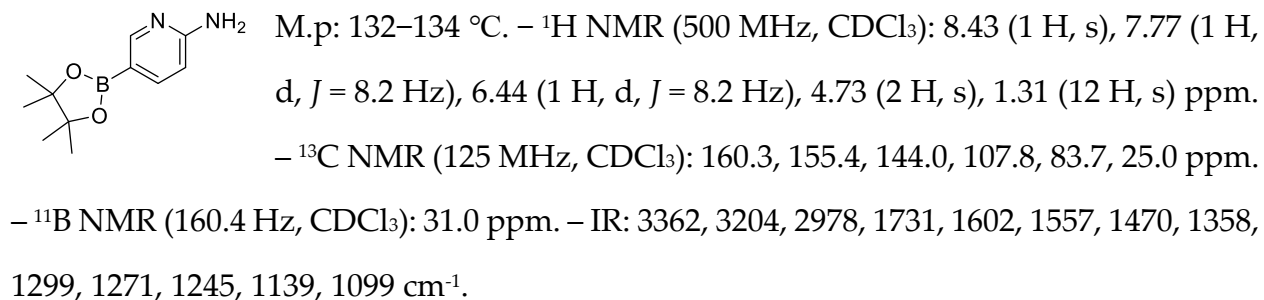 N NH₂
O B O
M.p: 132–134 °C. – ¹H NMR (500 MHz, CDCl₃): 8.43 (1 H, s), 7.77 (1 H,
d, J = 8.2 Hz), 6.44 (1 H, d, J = 8.2 Hz), 4.73 (2 H, s), 1.31 (12 H, s) ppm.
– ¹³C NMR (125 MHz, CDCl₃): 160.3, 155.4, 144.0, 107.8, 83.7, 25.0 ppm.
– ¹¹B NMR (160.4 Hz, CDCl₃): 31.0 ppm. – IR: 3362, 3204, 2978, 1731, 1602, 1557, 1470, 1358,
1299, 1271, 1245, 1139, 1099 cm⁻¹.